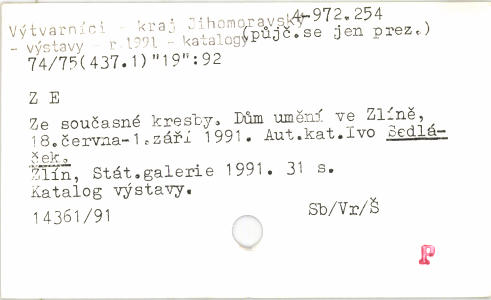 Výtvarníci - kraj Jihomoravský
4-972.254
- výstavy - r.1991 - katalogy
(půjč.se jen prez.)
74/75(437.1)"19":92
Z E
Ze současné kresby. Dům umění ve Zlíně,
18.června-1.září 1991. Aut.kat.Ivo Sedlá-
ček.
Zlín, Stát.galerie 1991. 31 s.
Katalog výstavy.
14361/91
Sb/Vr/Š
P